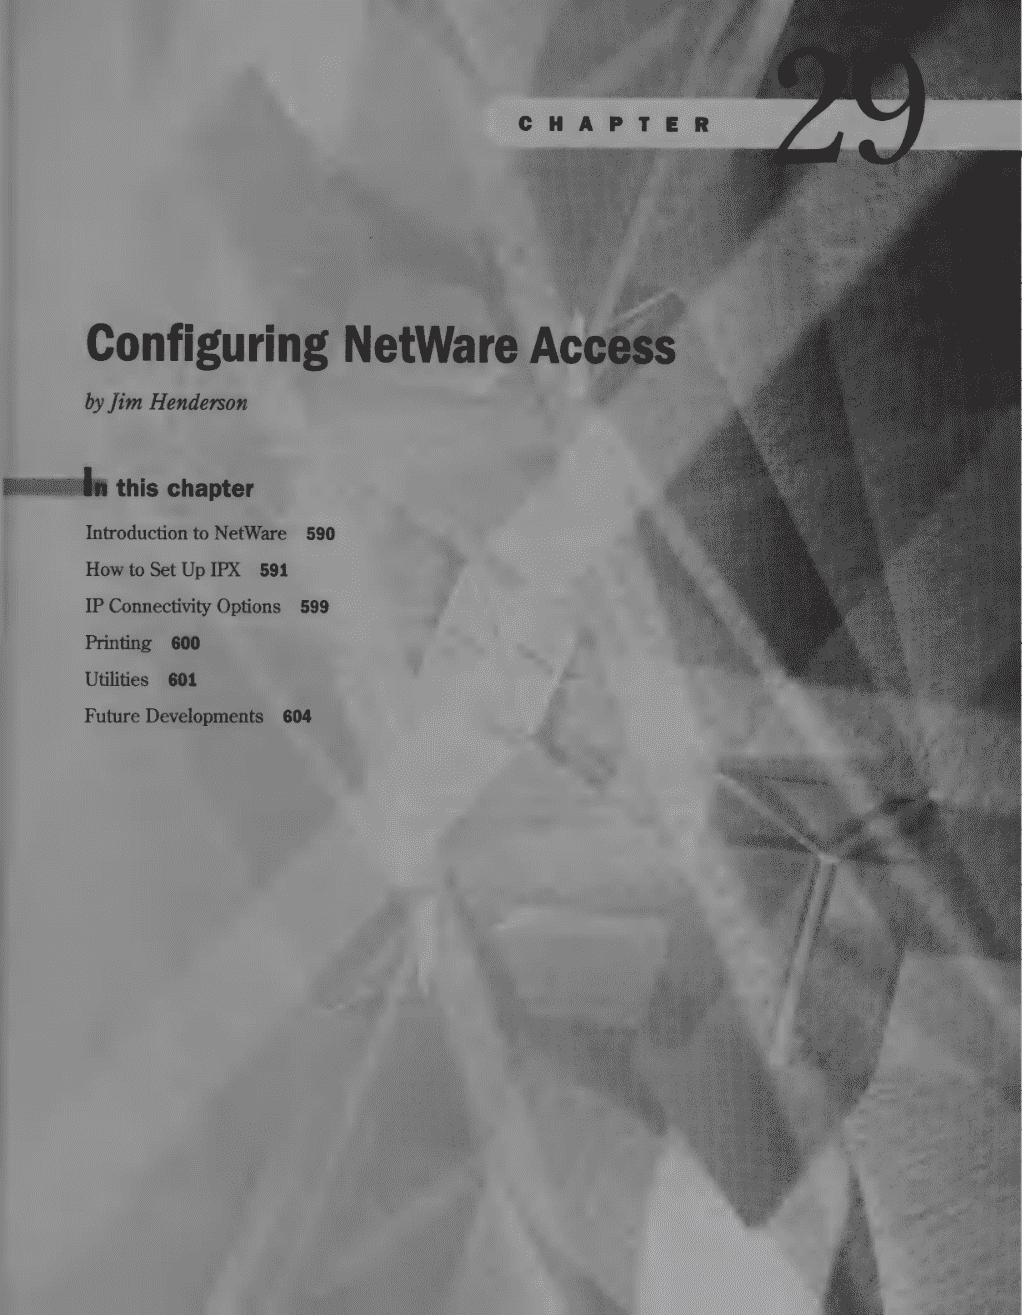 CHAPTER 29
Configuring NetWare Access
by Jim Henderson
In this chapter
Introduction to NetWare 590
How to Set Up IPX 591
IP Connectivity Options 599
Printing 600
Utilities 601
Future Developments 604